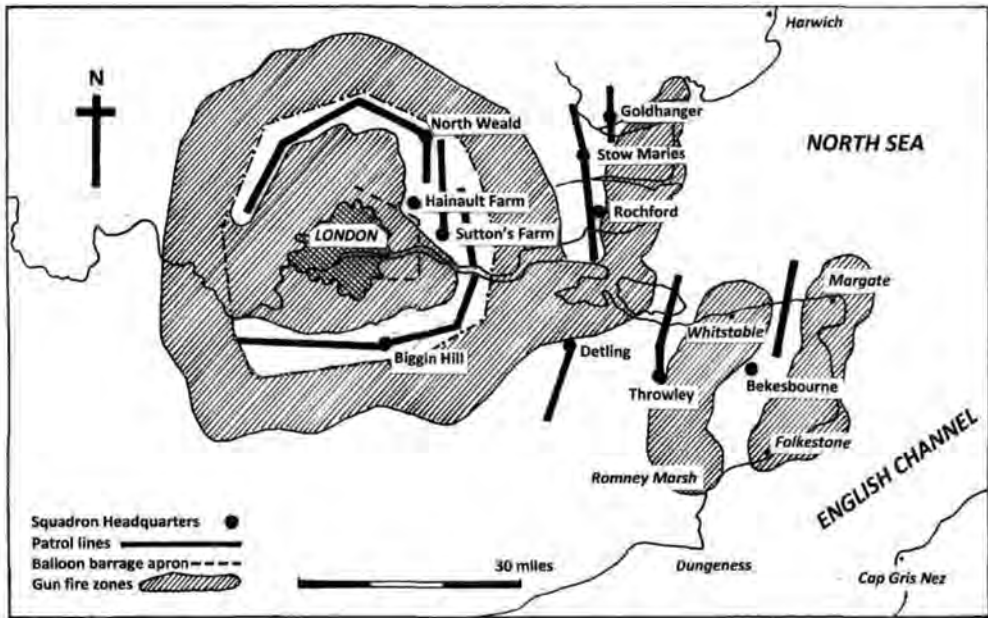 Harwich
N
Goldhanger
North Weald
NORTH SEA
Stow Maries
Hainault Farm
Rochford
LONDON
Sutton's Farm
Margate
Whitstable
Biggin Hill
Detling
Throwley
Bekesbourne
Folkestone
Romney Marsh
ENGLISH CHANNEL
Squadron Headquarters
Patrol lines
Balloon barrage apron
Gun fire zones
30 miles
Dungeness
Cap Gris Nez